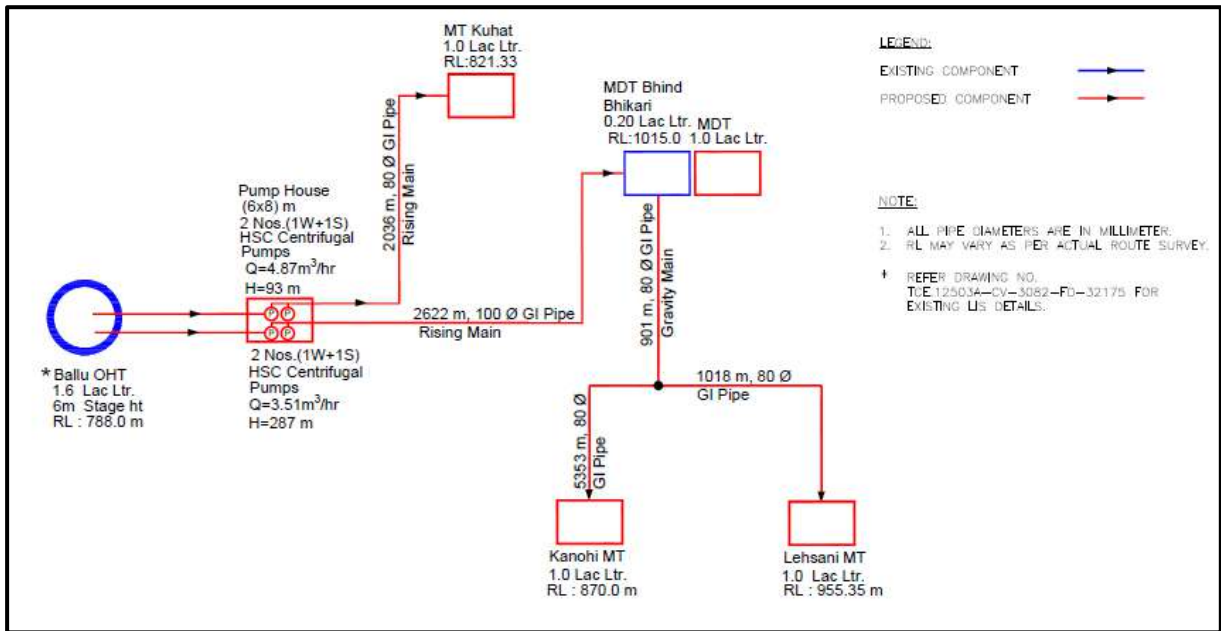 MT Kuhat
1.0 Lac Ltr.
RL:821.33
LEGEND:
EXISTING COMPONENT
PROPOSED COMPONENT
MDT Bhind
Bhikari
0.20 Lac Ltr.
RL:1015.0
MDT
1.0 Lac Ltr.
2036 m, 80 Ø GI Pipe
Rising Main
Pump House
(6x8) m
2 Nos.(1W+1S)
HSC Centrifugal
Pumps
Q=4.87m³/hr
H=93 m
P P
P P
NOTE:
1. ALL PIPE DIAMETERS ARE IN MILLIMETER.
2. RL MAY VARY AS PER ACTUAL ROUTE SURVEY.
* REFER DRAWING NO.
TCE.12503A-CV-3082-FD-32175 FOR
EXISTING LIS DETAILS.
2622 m, 100 Ø GI Pipe
Rising Main
901 m, 80 Ø GI Pipe
Gravity Main
* Ballu OHT
1.6 Lac Ltr.
6m Stage ht
RL : 788.0 m
2 Nos.(1W+1S)
HSC Centrifugal
Pumps
Q=3.51m³/hr
H=287 m
1018 m, 80 Ø
GI Pipe
5353 m, 80 Ø
GI Pipe
Kanohi MT
1.0 Lac Ltr.
RL : 870.0 m
Lehsani MT
1.0 Lac Ltr.
RL : 955.35 m